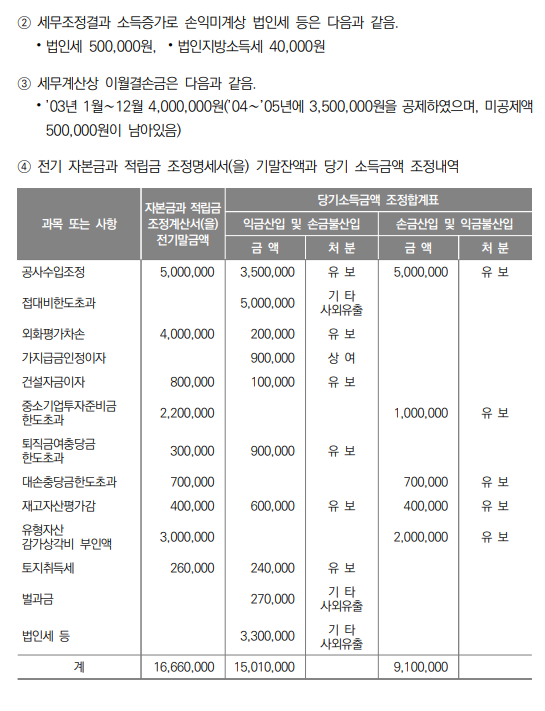 ② 세무조정결과 소득증가로 손익미계상 법인세 등은 다음과 같음.
• 법인세 500,000원, • 법인지방소득세 40,000원
③ 세무계산상 이월결손금은 다음과 같음.
• ’03년 1월~12월 4,000,000원(’04~’05년에 3,500,000원을 공제하였으며, 미공제액
500,000원이 남아있음)
④ 전기 자본금과 적립금 조정명세서(을) 기말잔액과 당기 소득금액 조정내역
과목 또는 사항
자본금과 적립금
조정계산서(을)
전기말금액
당기소득금액 조정합계표
익금산입 및 손금불산입 손금산입 및 익금불산입
금 액 처 분 금 액 처 분
공사수입조정 5,000,000 3,500,000 유 보 5,000,000 유 보
접대비한도초과 5,000,000 기 타
사외유출
외화평가차손 4,000,000 200,000 유 보
가지급금인정이자 900,000 상 여
건설자금이자 800,000 100,000 유 보
중소기업투자준비금
한도초과 2,200,000 1,000,000 유 보
퇴직급여충당금
한도초과 300,000 900,000 유 보
대손충당금한도초과 700,000 700,000 유 보
재고자산평가감 400,000 600,000 유 보 400,000 유 보
유형자산
감가상각비 부인액 3,000,000 2,000,000 유 보
토지취득세 260,000 240,000 유 보
벌과금 270,000 기 타
사외유출
법인세 등 3,300,000 기 타
사외유출
계 16,660,000 15,010,000 9,100,000